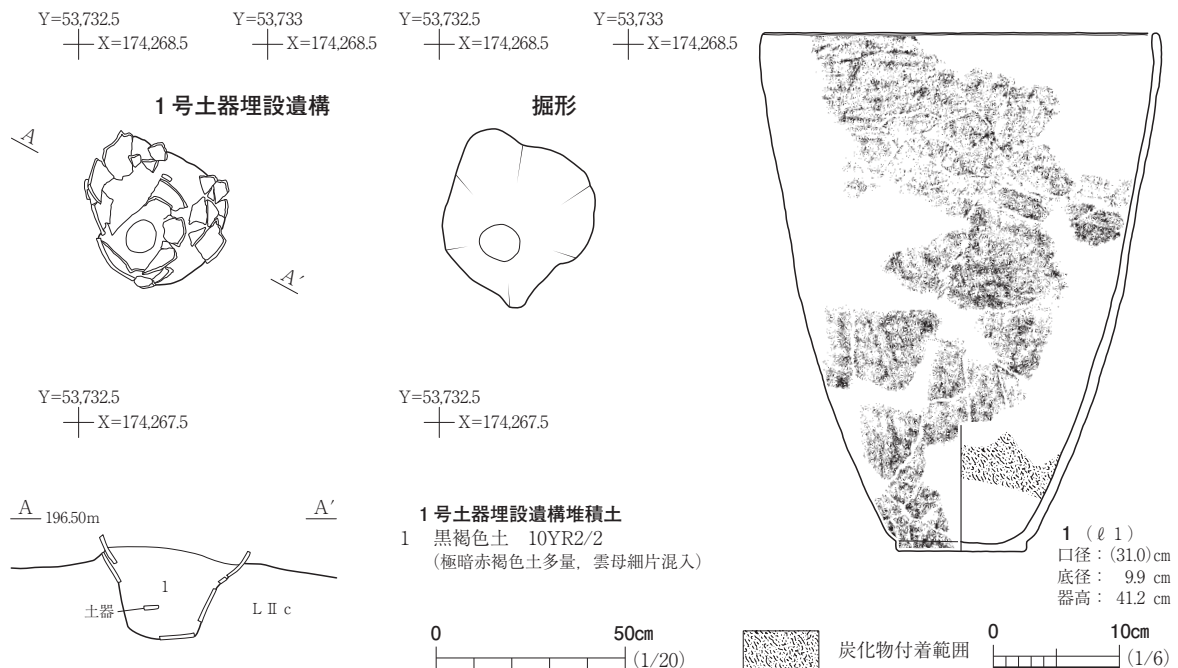 Y=53,732.5
X=174,268.5
Y=53,733
X=174,268.5
Y=53,732.5
X=174,268.5
Y=53,733
X=174,268.5
1号土器埋設遺構
掘形
A
A′
Y=53,732.5
X=174,267.5
Y=53,732.5
X=174,267.5
A 196.50m A′
1
土器
LⅡc
1号土器埋設遺構堆積土
1 黒褐色土 10YR2/2
(極暗赤褐色土多量,雲母細片混入)
0 50cm
(1/20)
炭化物付着範囲
1 (ℓ1)
口径:(31.0)cm
底径: 9.9 cm
器高: 41.2 cm
0 10cm
(1/6)